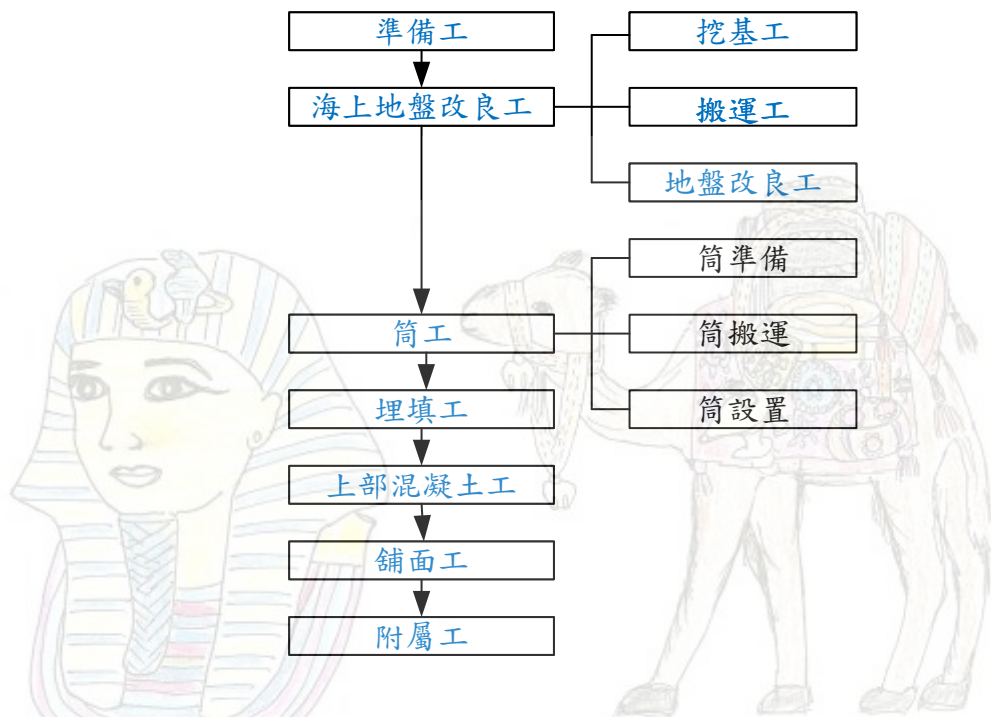 準備工
挖基工
海上地盤改良工
搬運工
地盤改良工
筒準備
筒工
筒搬運
埋填工
筒設置
上部混凝土工
舖面工
附屬工